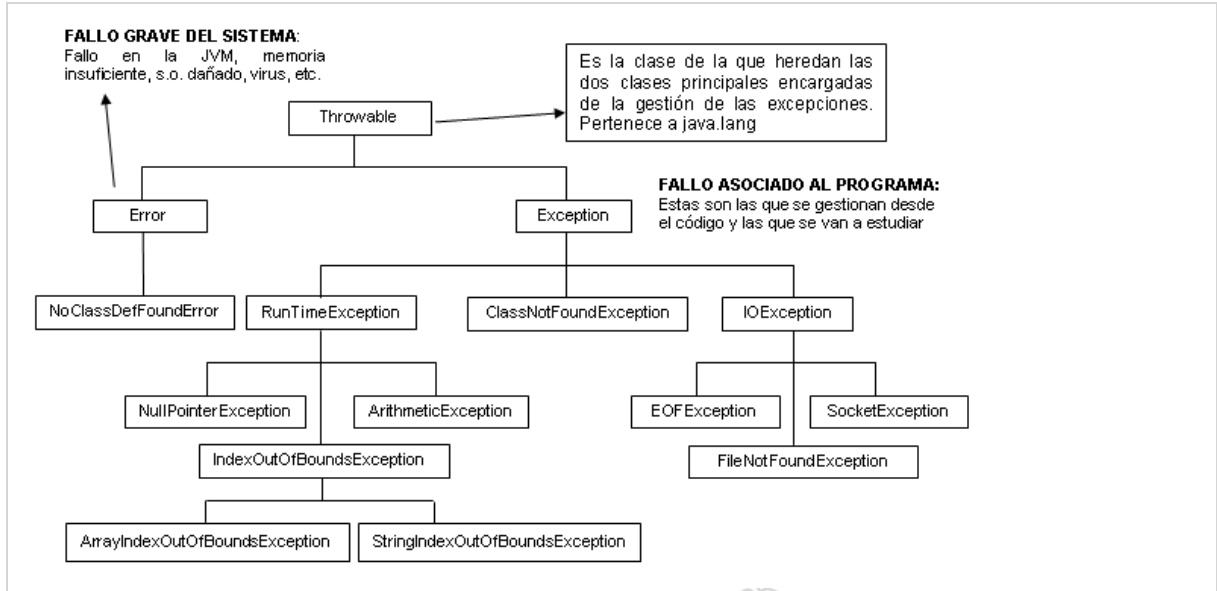 FALLO GRAVE DEL SISTEMA:
Fallo en la JVM, memoria
insuficiente, s.o. dañado, virus, etc.
Es la clase de la que heredan las
dos clases principales encargadas
de la gestión de las excepciones.
Pertenece a java.lang
Throwable
FALLO ASOCIADO AL PROGRAMA:
Estas son las que se gestionan desde
el código y las que se van a estudiar
Error
Exception
NoClassDefFoundError
RunTimeException
ClassNotFoundException
IOException
NullPointerException
ArithmeticException
EOFException
SocketException
IndexOutOfBoundsException
FileNotFoundException
ArrayIndexOutOfBoundsException
StringIndexOutOfBoundsException